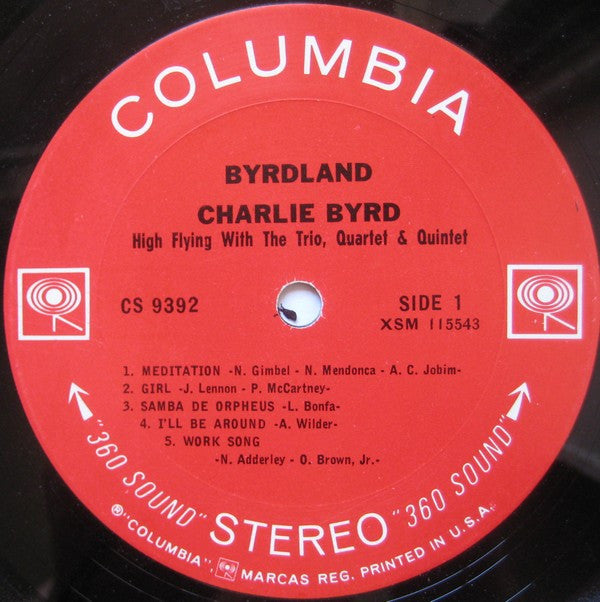 COLUMBIA
BYRDLAND
CHARLIE BYRD
High Flying With The Trio, Quartet & Quintet
CS 9392
SIDE 1
XSM 115543
1. MEDITATION -N. Gimbel - N. Mendonca - A. C. Jobim-
2. GIRL -J. Lennon - P. McCartney-
3. SAMBA DE ORPHEUS -L. Bonfa-
4. I'LL BE AROUND -A. Wilder-
5. WORK SONG
-N. Adderley - O. Brown, Jr.-
"360 SOUND" STEREO "360 SOUND"
®"COLUMBIA", MARCAS REG. PRINTED IN U.S.A.